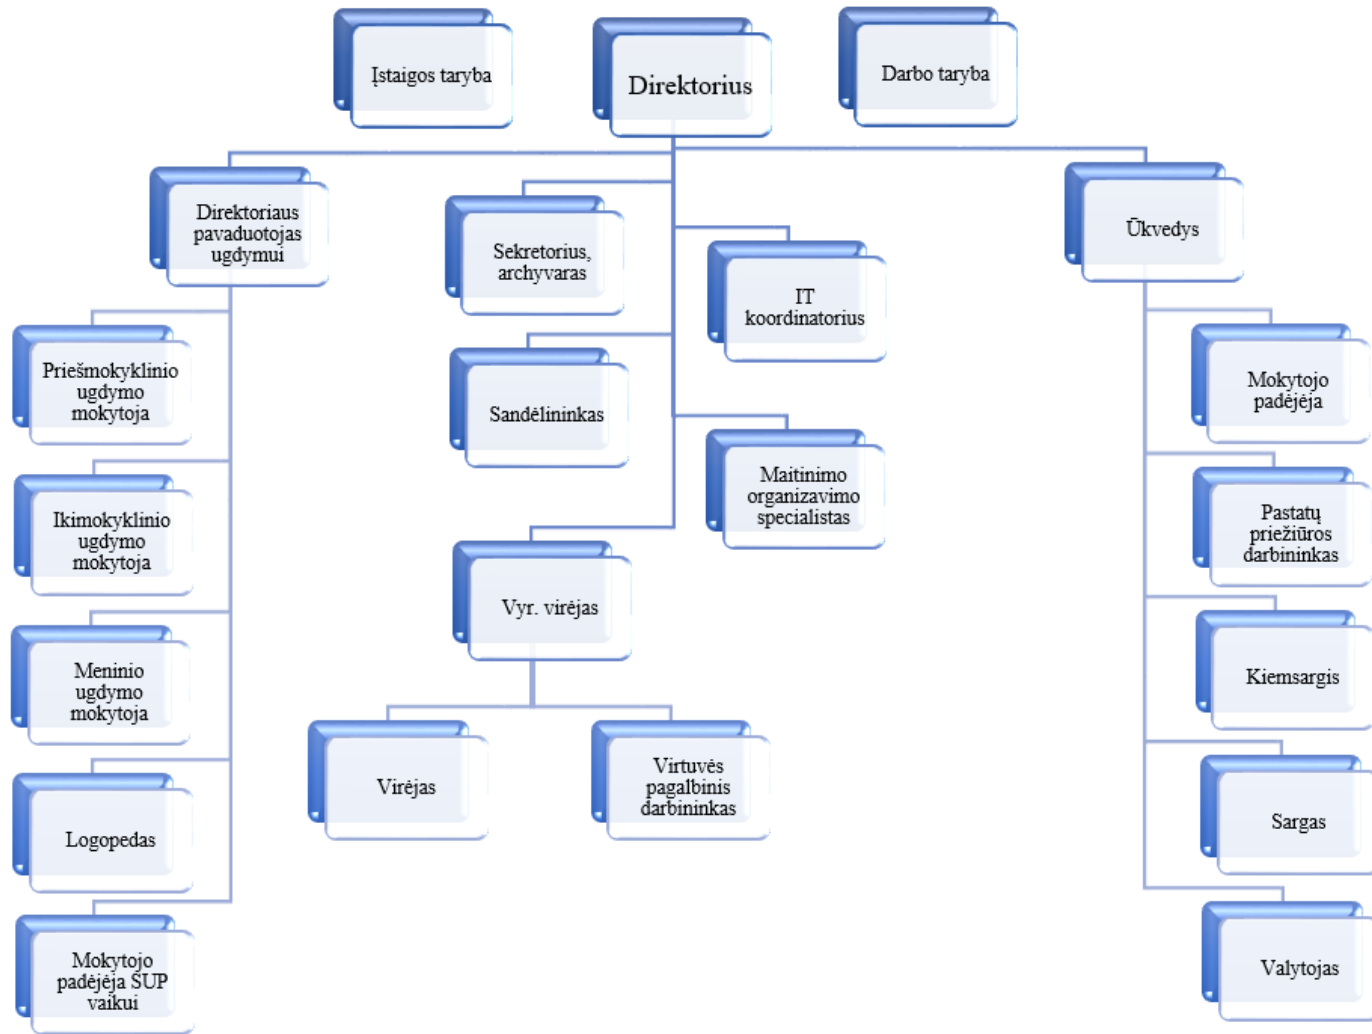 Įstaigos taryba
Direktorius
Darbo taryba
Direktoriaus
pavaduotojas
ugdymui
Sekretorius,
archyvaras
IT
koordinatorius
Ūkvedys
Priešmokyklinio
ugdymo
mokytoja
Sandėlininkas
Mokytojo
padėjėja
Ikimokyklinio
ugdymo
mokytoja
Maitinimo
organizavimo
specialistas
Pastatų
priežiūros
darbininkas
Vyr. virėjas
Meninio
ugdymo
mokytoja
Kiemsargis
Logopedas
Virėjas
Virtuvės
pagalbinis
darbininkas
Sargas
Mokytojo
padėjėja SUP
vaikui
Valytojas